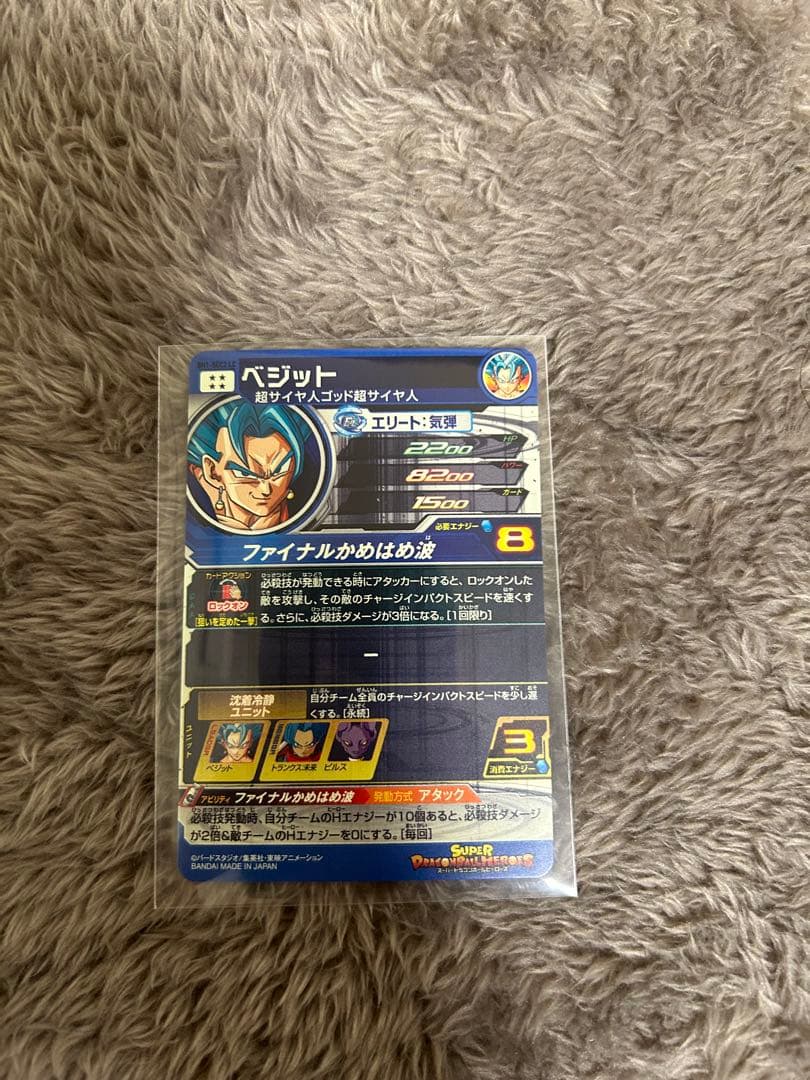 BM1-SEC2 LC
ベジット
超サイヤ人ゴッド超サイヤ人
エリート:気弾
HP
2200
パワー
8200
ガード
1500
必要エナジー
8
ファイナルかめはめ波
カードアクション
ロックオン
[狙いを定めた一撃]
必殺技が発動できる時にアタッカーにすると、ロックオンした
敵を攻撃し、その敵のチャージインパクトスピードを速くす
る。さらに、必殺技ダメージが3倍になる。[1回限り]
ー
ユニット
沈着冷静
ユニット
自分チーム全員のチャージインパクトスピードを少し遅
くする。[永続]
ベジット
トランクス:未来
ビルス
3
消費エナジー
アビリティ ファイナルかめはめ波 発動方式 アタック
必殺技発動時、自分チームのHエナジーが10個あると、必殺技ダメージ
が2倍&敵チームのHエナジーを0にする。[毎回]
©バードスタジオ/集英社・東映アニメーション
BANDAI MADE IN JAPAN
SUPER
DRAGONBALL HEROES
スーパードラゴンボールヒーローズ